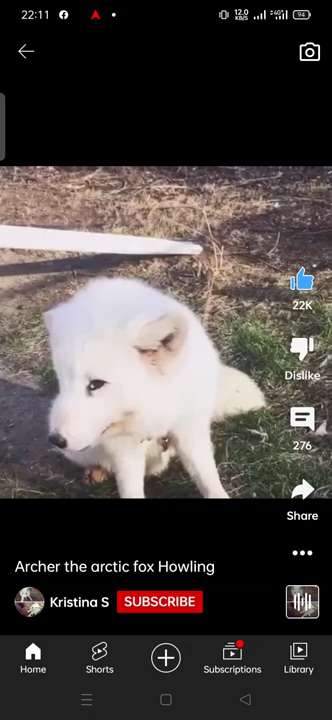 22:11
12.0
KB/S
4G
94
22K
Dislike
276
Share
Archer the arctic fox Howling
Kristina S
SUBSCRIBE
Home
Shorts
Subscriptions
Library